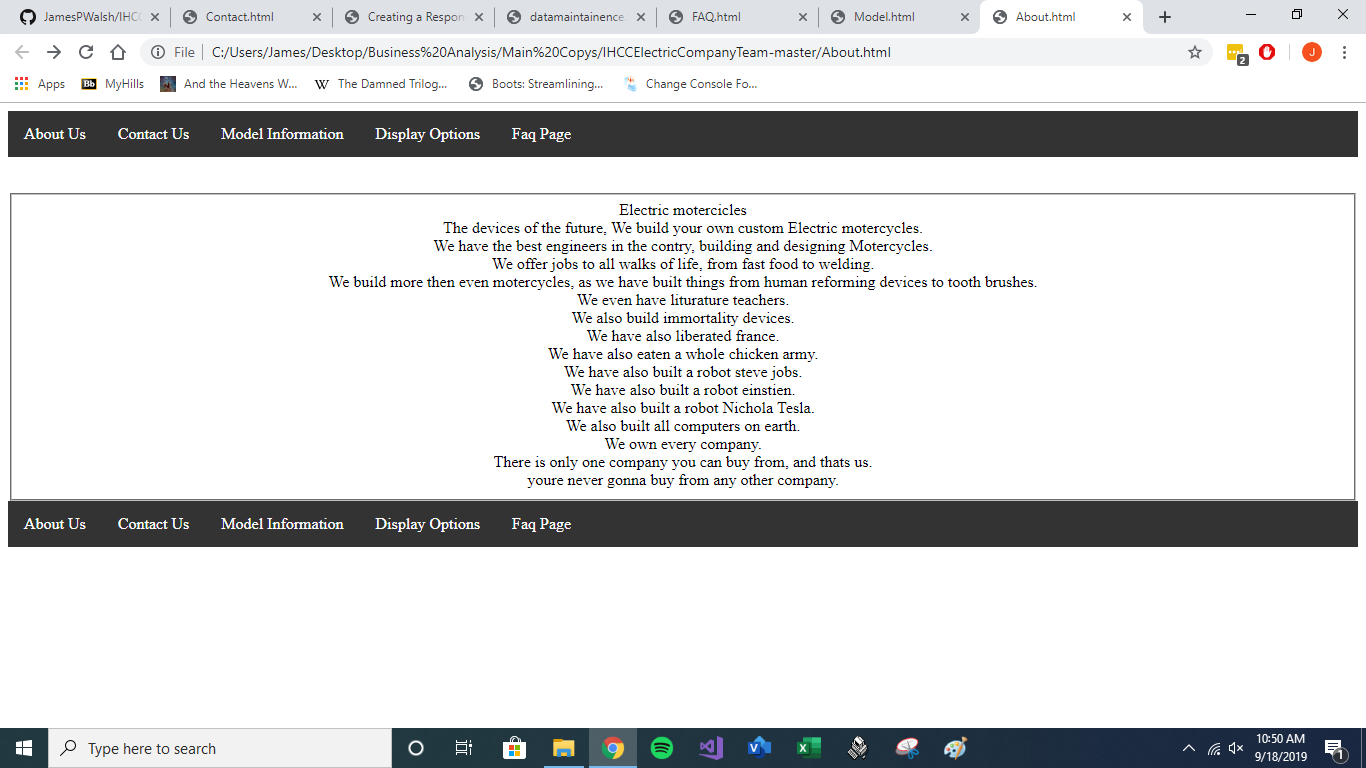 JamesPWalsh/IHCC
Contact.html
Creating a Respon
datamaintainence.
FAQ.html
Model.html
About.html
File
C:/Users/James/Desktop/Business%20Analysis/Main%20Copys/IHCCElectricCompanyTeam-master/About.html
2
J
Apps
Bb MyHills
And the Heavens W...
W The Damned Trilog...
Boots: Streamlining...
Change Console Fo...
About Us Contact Us Model Information Display Options Faq Page
Electric motercicles
The devices of the future, We build your own custom Electric motercycles.
We have the best engineers in the contry, building and designing Motercycles.
We offer jobs to all walks of life, from fast food to welding.
We build more then even motercycles, as we have built things from human reforming devices to tooth brushes.
We even have liturature teachers.
We also build immortality devices.
We have also liberated france.
We have also eaten a whole chicken army.
We have also built a robot steve jobs.
We have also built a robot einstien.
We have also built a robot Nichola Tesla.
We also built all computers on earth.
We own every company.
There is only one company you can buy from, and thats us.
youre never gonna buy from any other company.
About Us Contact Us Model Information Display Options Faq Page
Type here to search
10:50 AM
9/18/2019
1